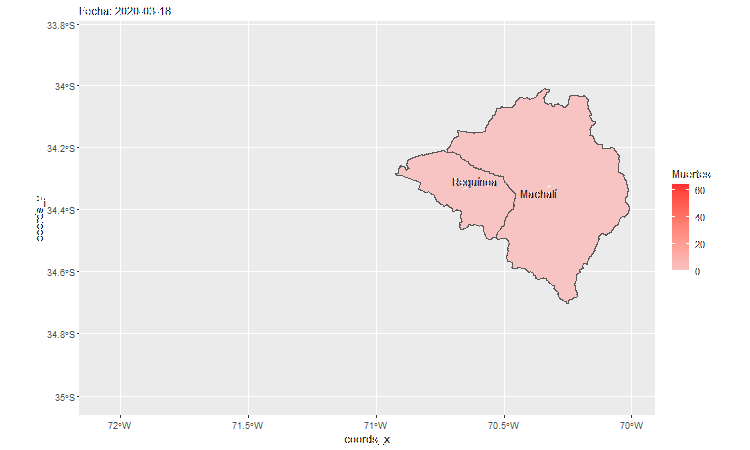 Fecha: 2020-03-18
33.8°S
34°S
34.2°S
34.4°S
34.6°S
34.8°S
35°S
coords_y
Requinoa
Machalí
Muertes
60
40
20
0
72°W
71.5°W
71°W
70.5°W
70°W
coords_x